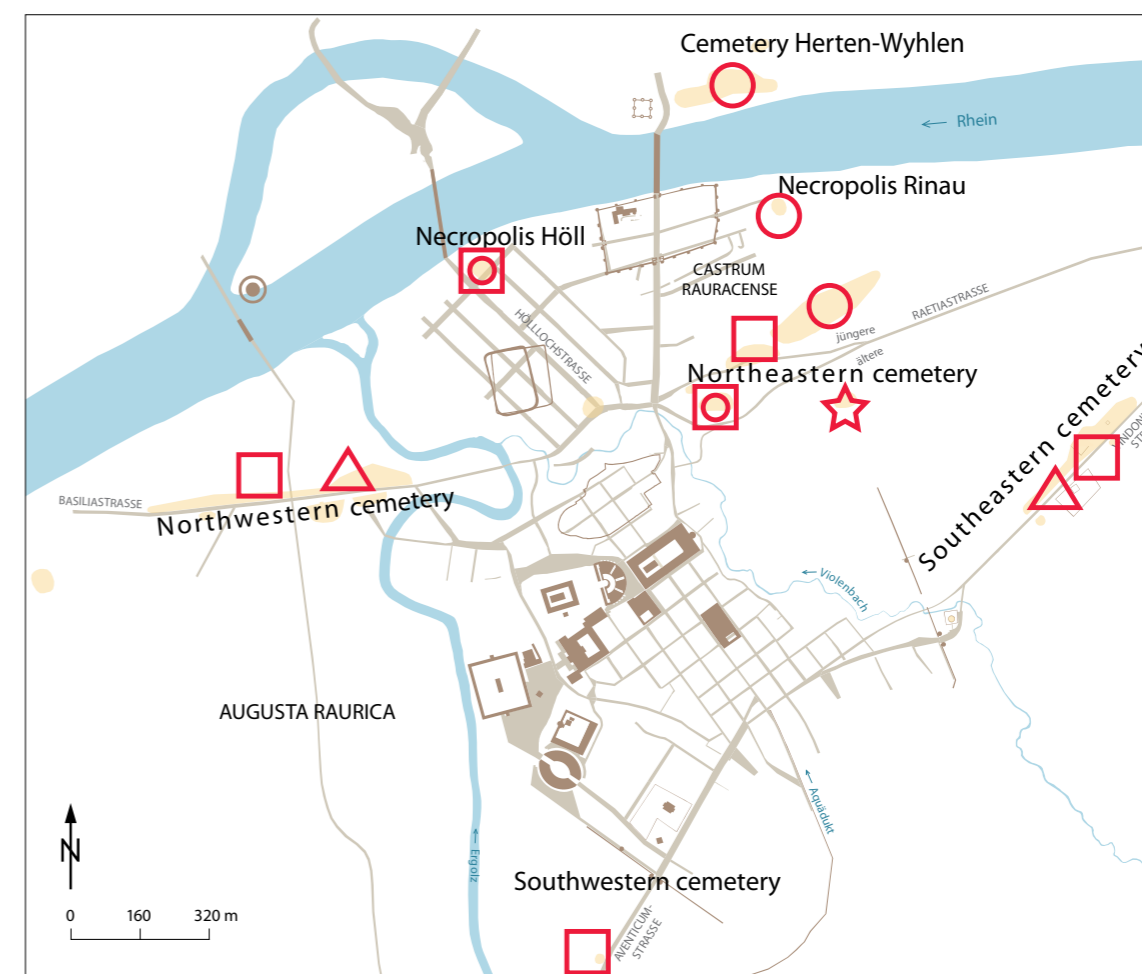 Cemetery Herten-Wyhlen
← Rhein
Necropolis Rinau
Necropolis Höll
CASTRUM
RAURACENSE
RAETIASTRASSE
HÖLLLOCHSTRASSE
jüngere
ältere
Northeastern cemetery
Southeastern cemetery
BASILIASTRASSE
Northwestern cemetery
← Violenbach
AUGUSTA RAURICA
← Aquädukt
← Ergolz
N
0 160 320 m
Southwestern cemetery
AVENTICUM-
STRASSE